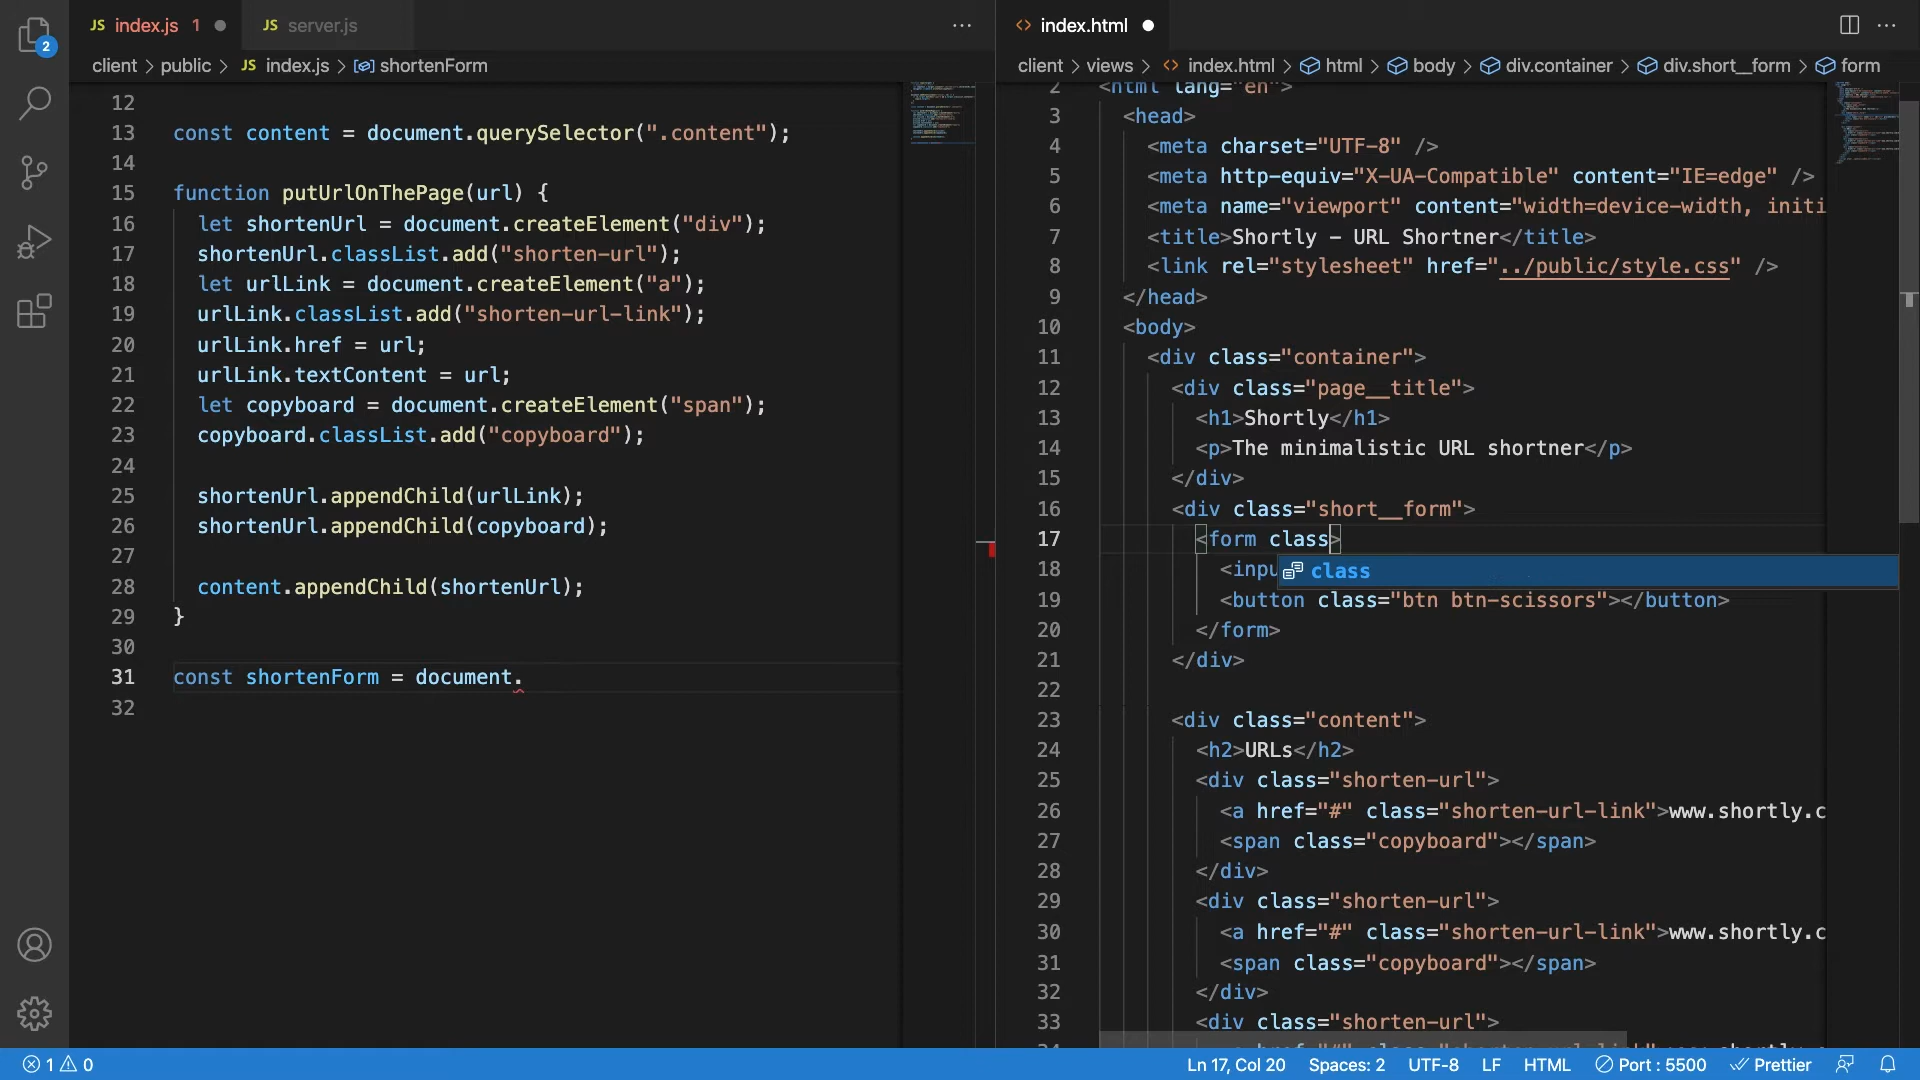 2
JS index.js 1
JS server.js
...
<> index.html
...
client > public > JS index.js > shortenForm
client > views > <> index.html > html > body > div.container > div.short__form > form
12
13 const content = document.querySelector(".content");
14
15 function putUrlOnThePage(url) {
16 let shortenUrl = document.createElement("div");
17 shortenUrl.classList.add("shorten-url");
18 let urlLink = document.createElement("a");
19 urlLink.classList.add("shorten-url-link");
20 urlLink.href = url;
21 urlLink.textContent = url;
22 let copyboard = document.createElement("span");
23 copyboard.classList.add("copyboard");
24
25 shortenUrl.appendChild(urlLink);
26 shortenUrl.appendChild(copyboard);
27
28 content.appendChild(shortenUrl);
29 }
30
31 const shortenForm = document.
32
2 <html lang="en">
3 <head>
4 <meta charset="UTF-8" />
5 <meta http-equiv="X-UA-Compatible" content="IE=edge" />
6 <meta name="viewport" content="width=device-width, initi
7 <title>Shortly - URL Shortner</title>
8 <link rel="stylesheet" href="../public/style.css" />
9 </head>
10 <body>
11 <div class="container">
12 <div class="page__title">
13 <h1>Shortly</h1>
14 <p>The minimalistic URL shortner</p>
15 </div>
16 <div class="short__form">
17 <form class>
18 <inpu
class
19 <button class="btn btn-scissors"></button>
20 </form>
21 </div>
22
23 <div class="content">
24 <h2>URLs</h2>
25 <div class="shorten-url">
26 <a href="#" class="shorten-url-link">www.shortly.c
27 <span class="copyboard"></span>
28 </div>
29 <div class="shorten-url">
30 <a href="#" class="shorten-url-link">www.shortly.c
31 <span class="copyboard"></span>
32 </div>
33 <div class="shorten-url">
1 0
Ln 17, Col 20 Spaces: 2 UTF-8 LF HTML Port : 5500 Prettier